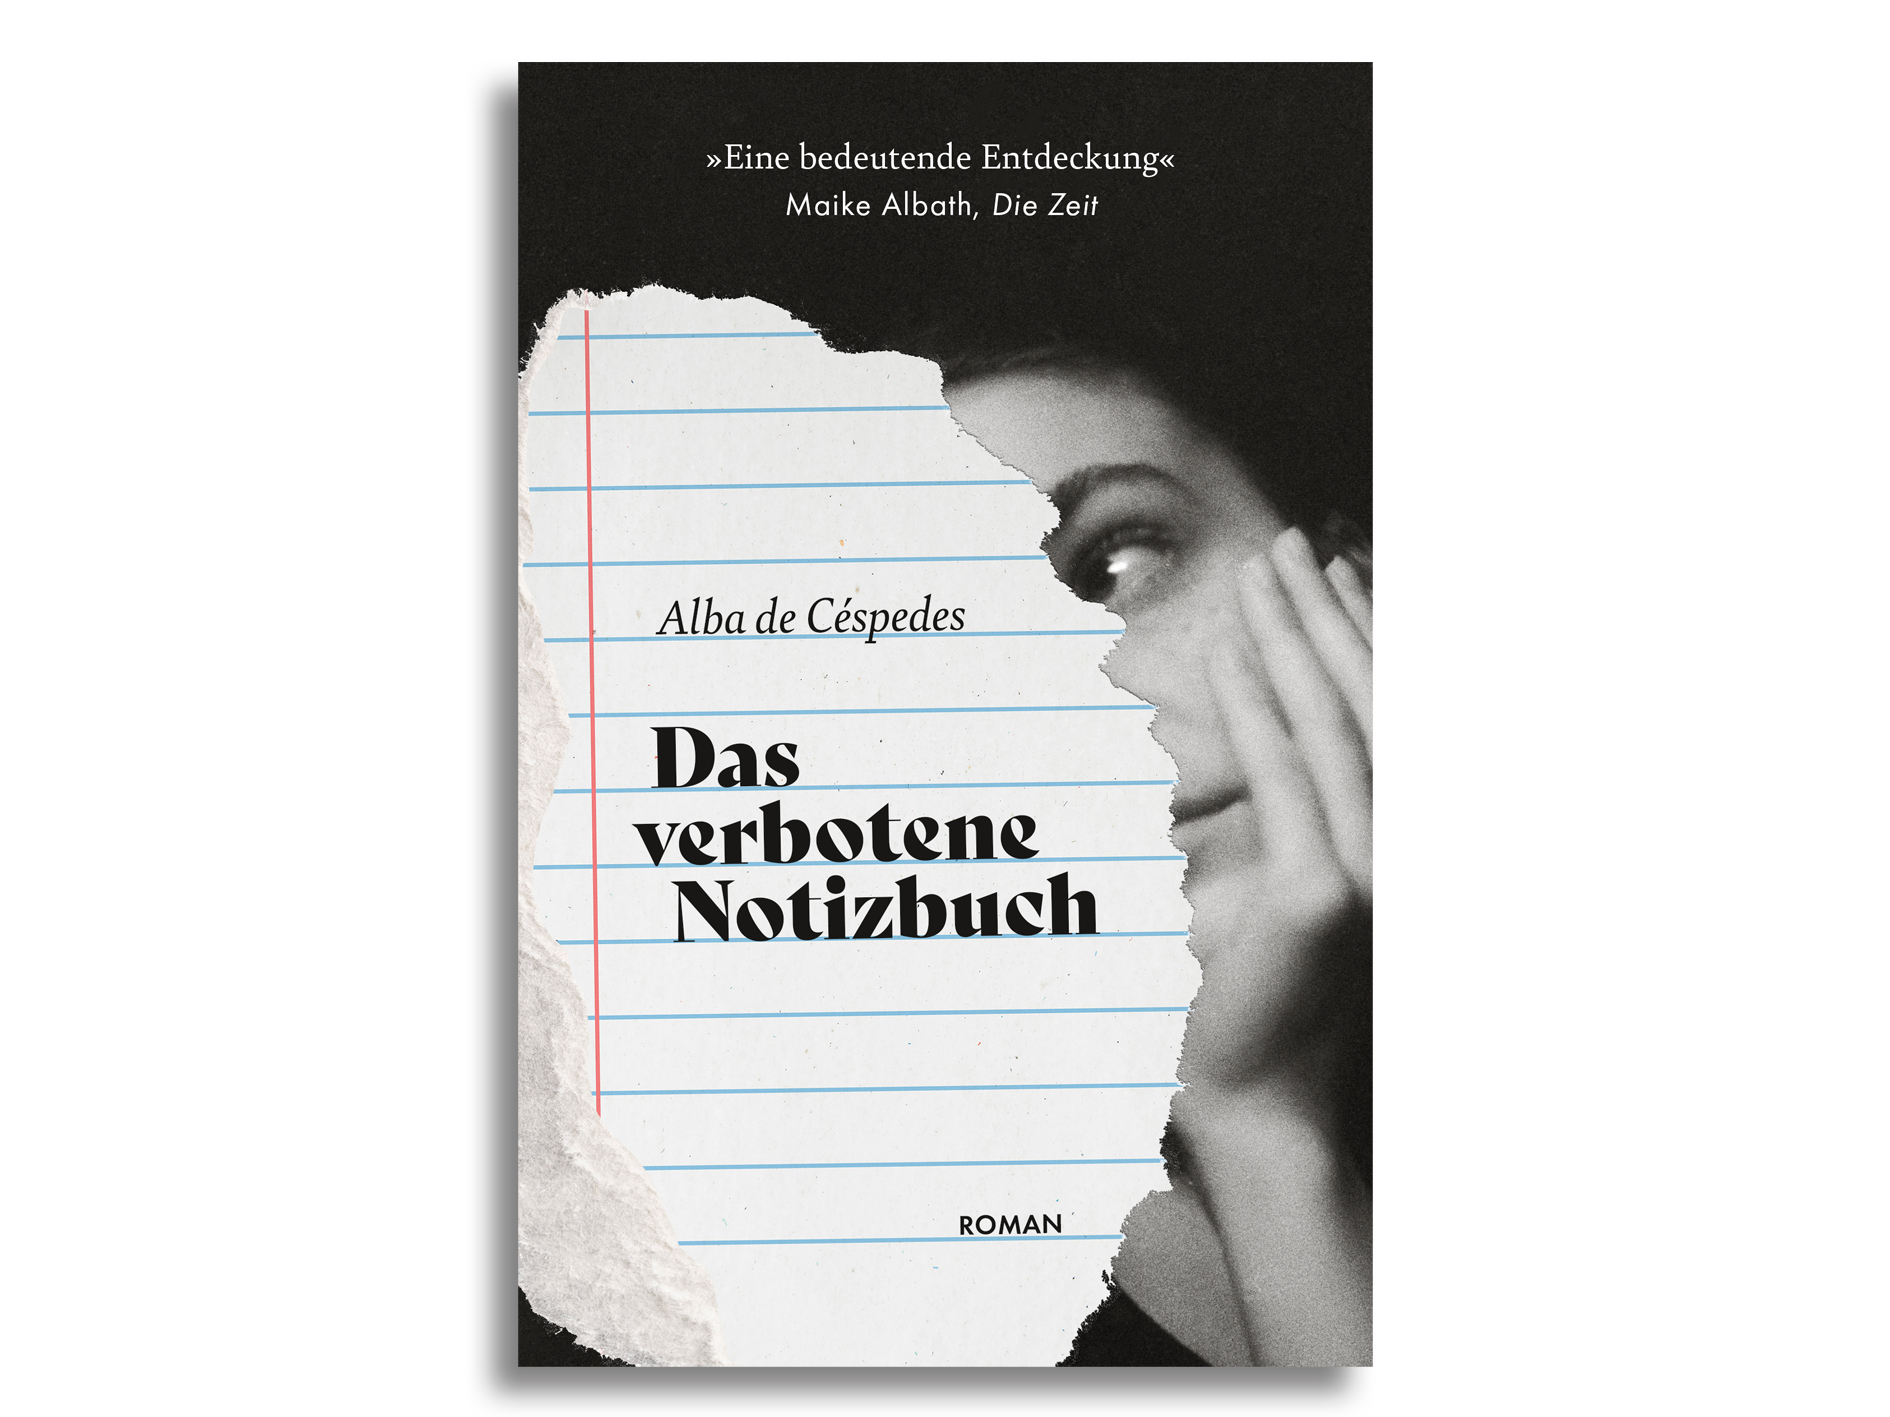 »Eine bedeutende Entdeckung«
Maike Albath, Die Zeit
Alba de Céspedes
Das
verbotene
Notizbuch
ROMAN